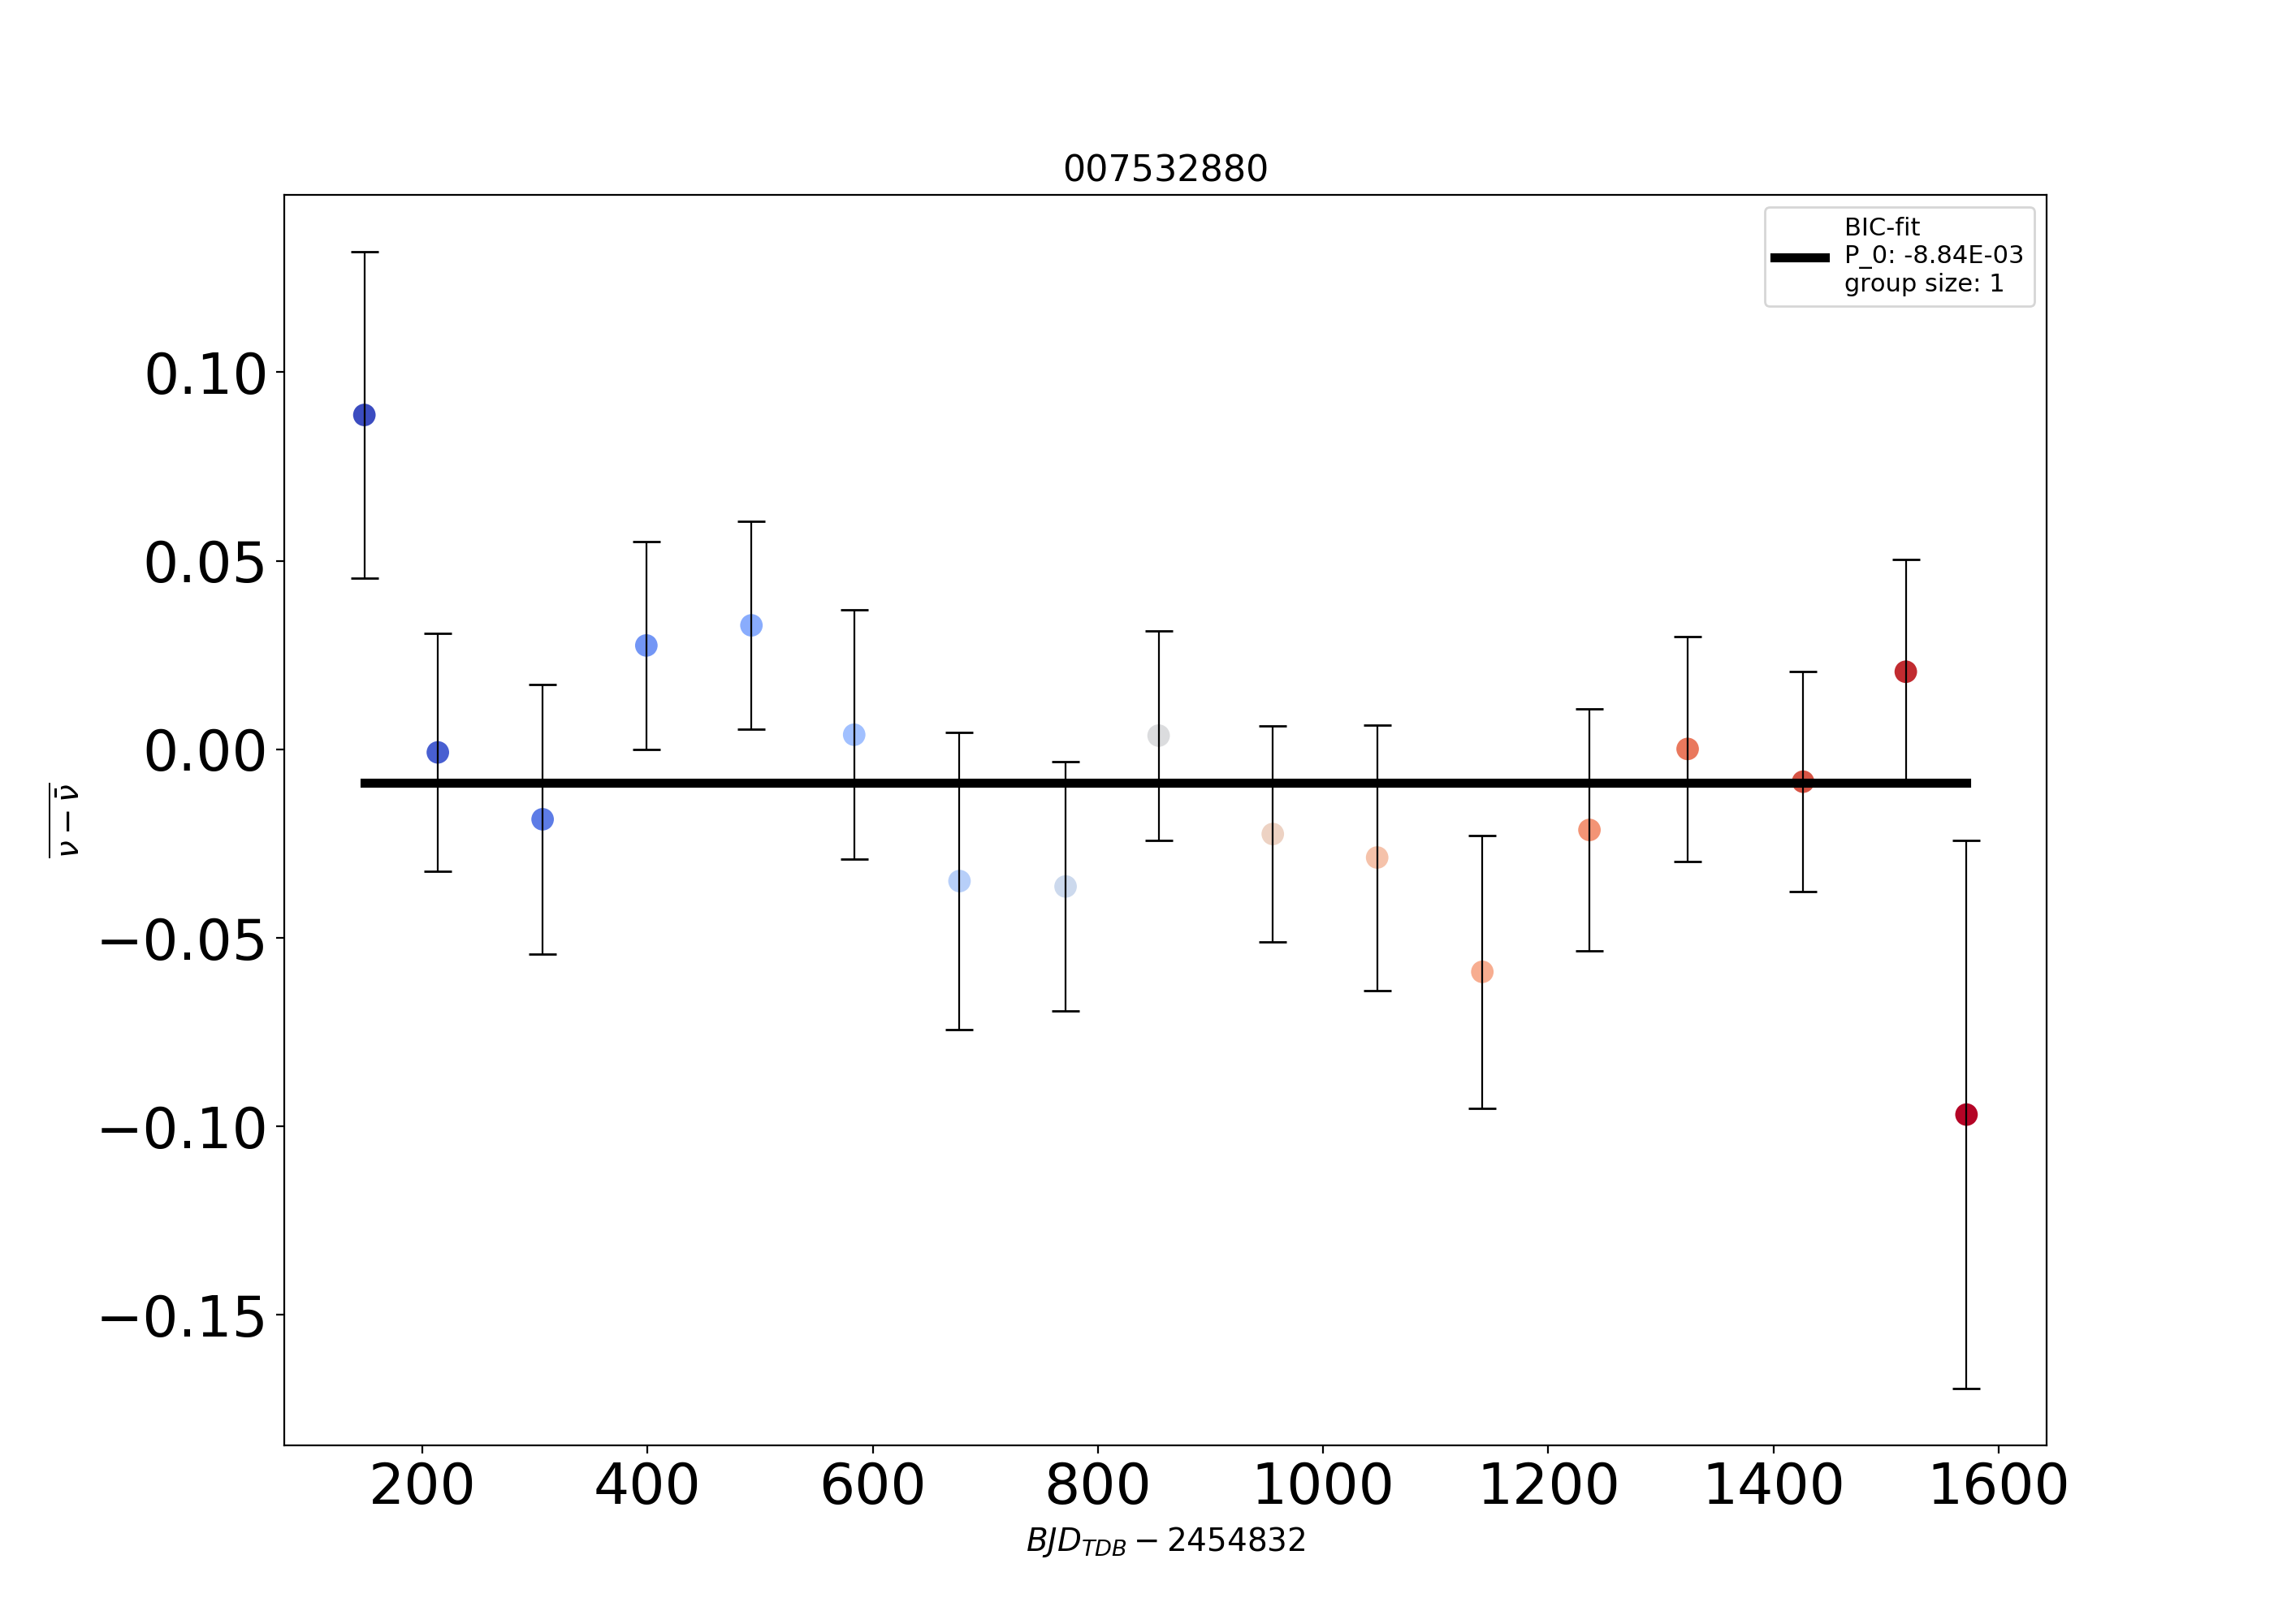 007532880
BIC-fit
P_0: -8.84E-03
group size: 1
0.10
0.05
0.00
−0.05
−0.10
−0.15
ν − ν̄
200 400 600 800 1000 1200 1400 1600
BJD_TDB − 2454832